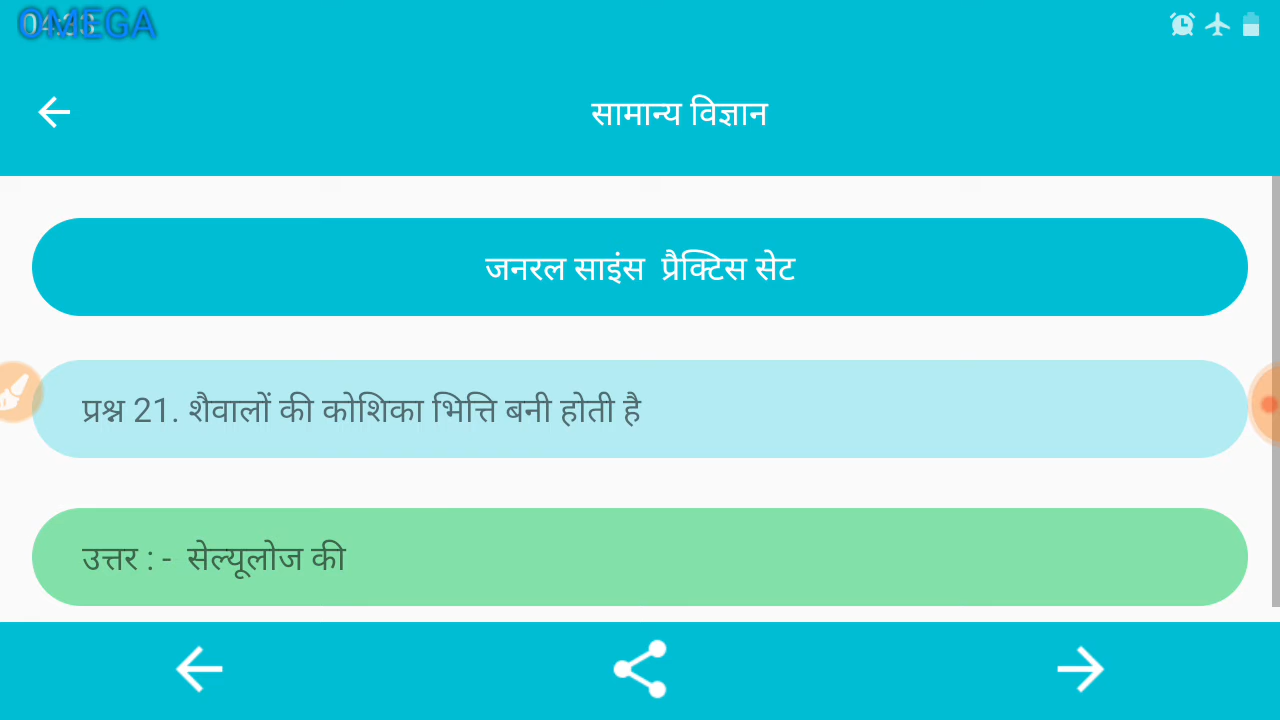 OMEGA
सामान्य विज्ञान
जनरल साइंस प्रैक्टिस सेट
प्रश्न 21. शैवालों की कोशिका भित्ति बनी होती है
उत्तर : - सेल्यूलोज की